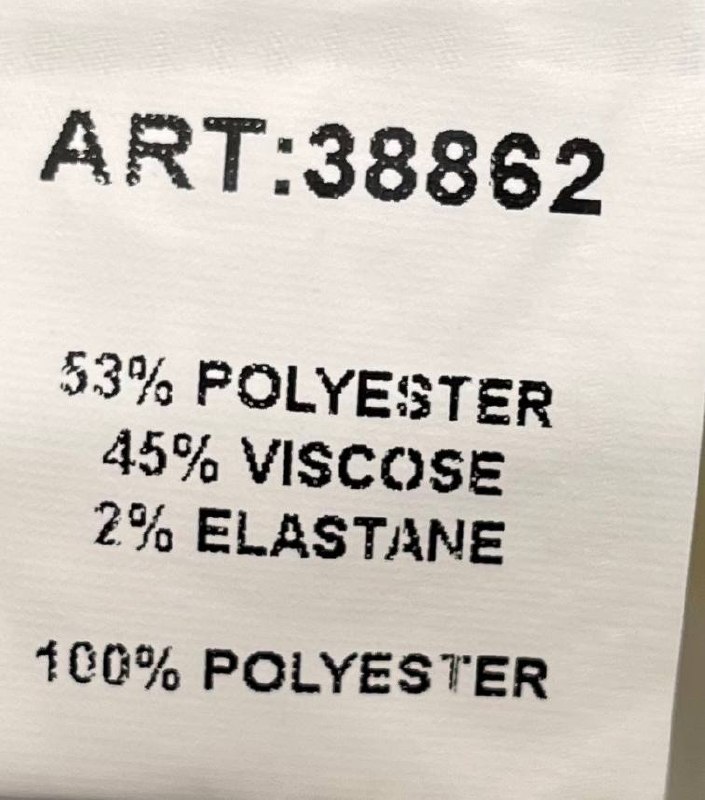 ART:38862
53% POLYESTER
45% VISCOSE
2% ELASTANE
100% POLYESTER